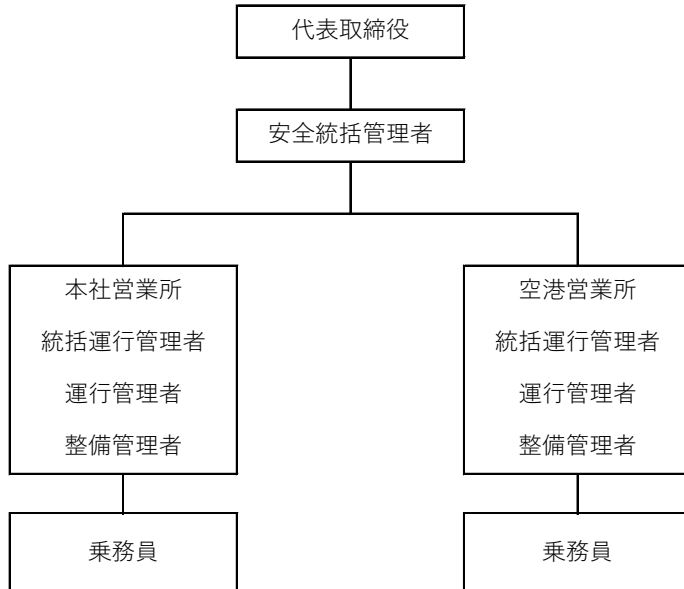 代表取締役
安全統括管理者
本社営業所
統括運行管理者
運行管理者
整備管理者
乗務員
空港営業所
統括運行管理者
運行管理者
整備管理者
乗務員